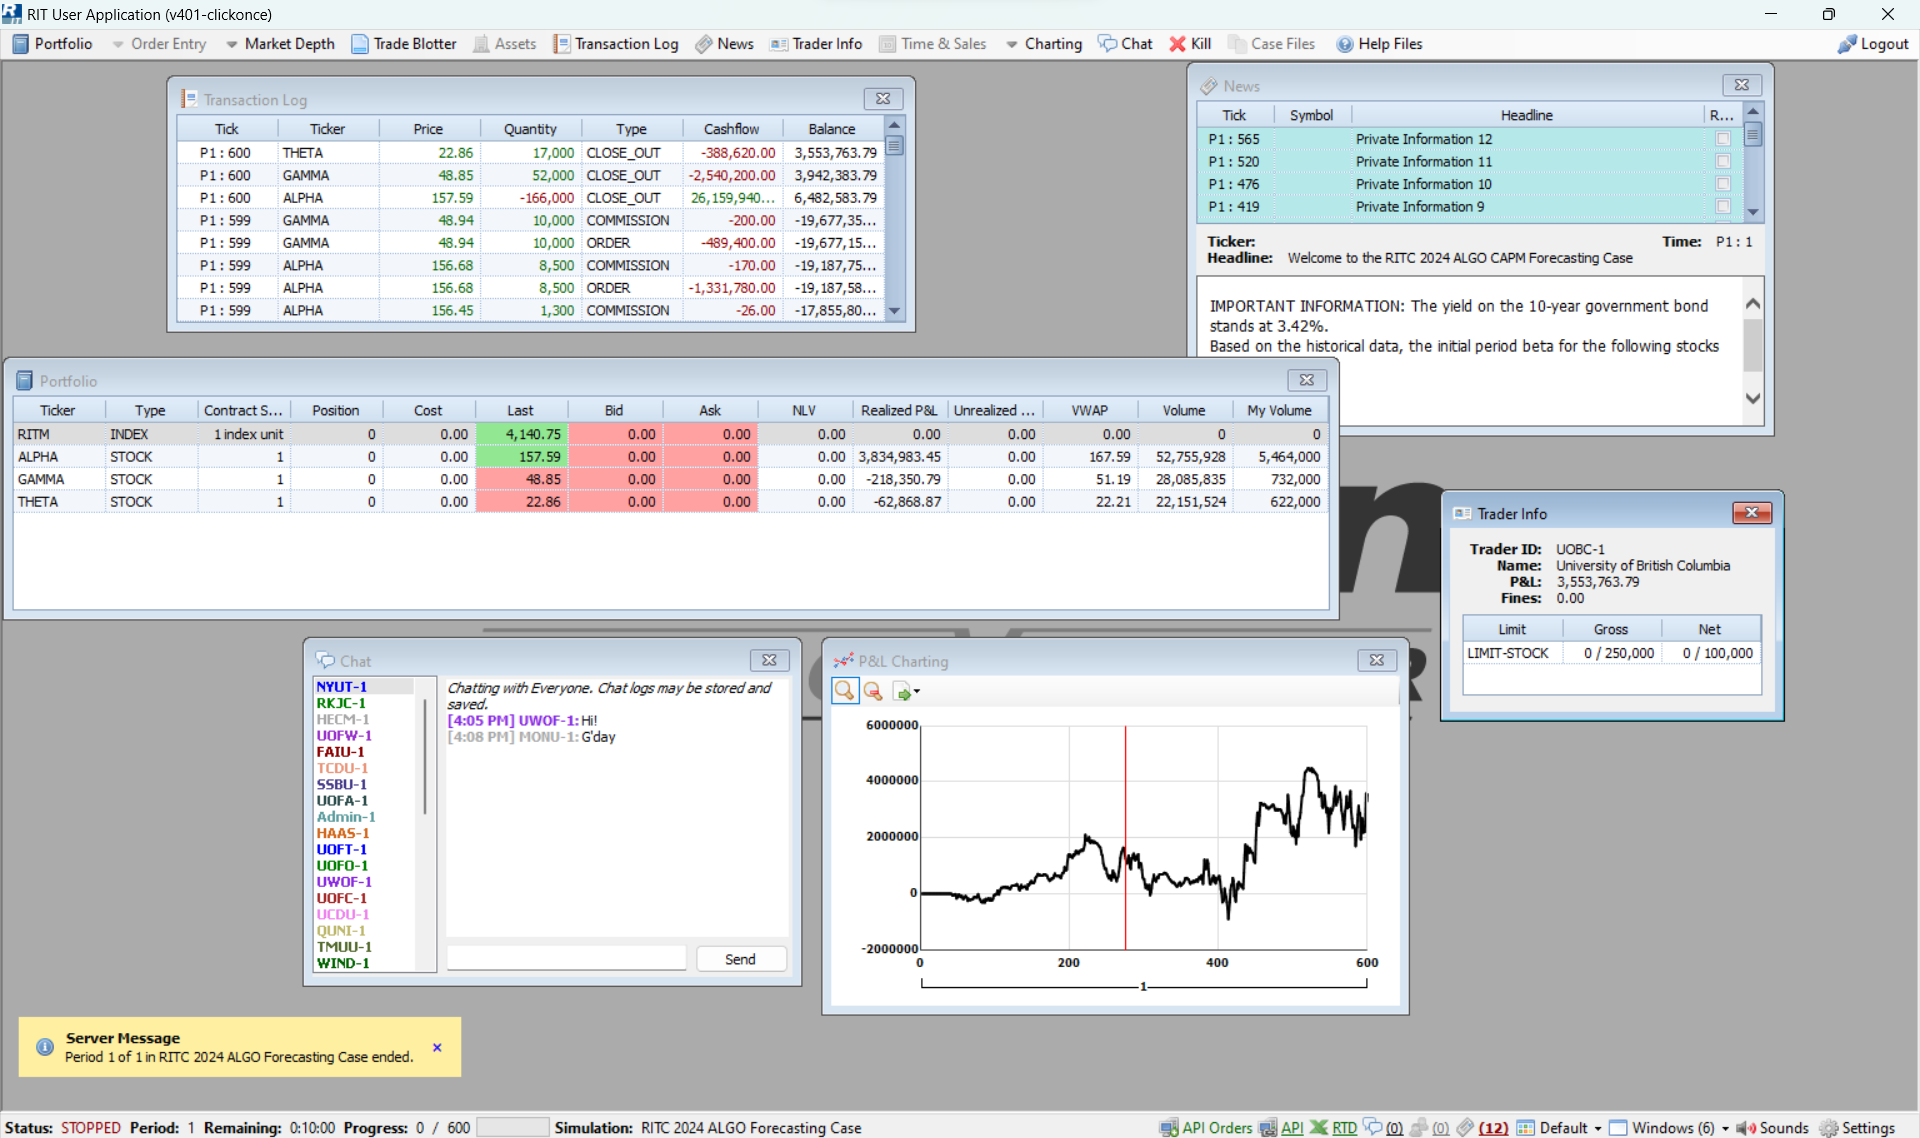 RIT User Application (v401-clickonce)
Portfolio Order Entry Market Depth Trade Blotter Assets Transaction Log News Trader Info Time & Sales Charting Chat Kill Case Files Help Files Logout
Transaction Log
Tick Ticker Price Quantity Type Cashflow Balance
P1 : 600 THETA 22.86 17,000 CLOSE_OUT -388,620.00 3,553,763.79
P1 : 600 GAMMA 48.85 52,000 CLOSE_OUT -2,540,200.00 3,942,383.79
P1 : 600 ALPHA 157.59 -166,000 CLOSE_OUT 26,159,940... 6,482,583.79
P1 : 599 GAMMA 48.94 10,000 COMMISSION -200.00 -19,677,35...
P1 : 599 GAMMA 48.94 10,000 ORDER -489,400.00 -19,677,15...
P1 : 599 ALPHA 156.68 8,500 COMMISSION -170.00 -19,187,75...
P1 : 599 ALPHA 156.68 8,500 ORDER -1,331,780.00 -19,187,58...
P1 : 599 ALPHA 156.45 1,300 COMMISSION -26.00 -17,855,80...
News
Tick Symbol Headline R...
P1 : 565 Private Information 12
P1 : 520 Private Information 11
P1 : 476 Private Information 10
P1 : 419 Private Information 9
Ticker: Time: P1 : 1
Headline: Welcome to the RITC 2024 ALGO CAPM Forecasting Case
IMPORTANT INFORMATION: The yield on the 10-year government bond
stands at 3.42%.
Based on the historical data, the initial period beta for the following stocks
Portfolio
Ticker Type Contract S... Position Cost Last Bid Ask NLV Realized P&L Unrealized ... VWAP Volume My Volume
RITM INDEX 1 index unit 0 0.00 4,140.75 0.00 0.00 0.00 0.00 0.00 0.00 0 0
ALPHA STOCK 1 0 0.00 157.59 0.00 0.00 0.00 3,834,983.45 0.00 167.59 52,755,928 5,464,000
GAMMA STOCK 1 0 0.00 48.85 0.00 0.00 0.00 -218,350.79 0.00 51.19 28,085,835 732,000
THETA STOCK 1 0 0.00 22.86 0.00 0.00 0.00 -62,868.87 0.00 22.21 22,151,524 622,000
Trader Info
Trader ID: UOBC-1
Name: University of British Columbia
P&L: 3,553,763.79
Fines: 0.00
Limit Gross Net
LIMIT-STOCK 0 / 250,000 0 / 100,000
Chat
NYUT-1
RKJC-1
HECM-1
UOFW-1
FAIU-1
TCDU-1
SSBU-1
UOFA-1
Admin-1
HAAS-1
UOFT-1
UOFO-1
UWOF-1
UOFC-1
UCDU-1
QUNI-1
TMUU-1
WIND-1
Chatting with Everyone. Chat logs may be stored and
saved.
[4:05 PM] UWOF-1: Hi!
[4:08 PM] MONU-1: G'day
Send
P&L Charting
6000000
4000000
2000000
0
-2000000
0 200 400 600
1
Server Message
Period 1 of 1 in RITC 2024 ALGO Forecasting Case ended.
Status: STOPPED Period: 1 Remaining: 0:10:00 Progress: 0 / 600 Simulation: RITC 2024 ALGO Forecasting Case API Orders API RTD (0) (0) (12) Default Windows (6) Sounds Settings